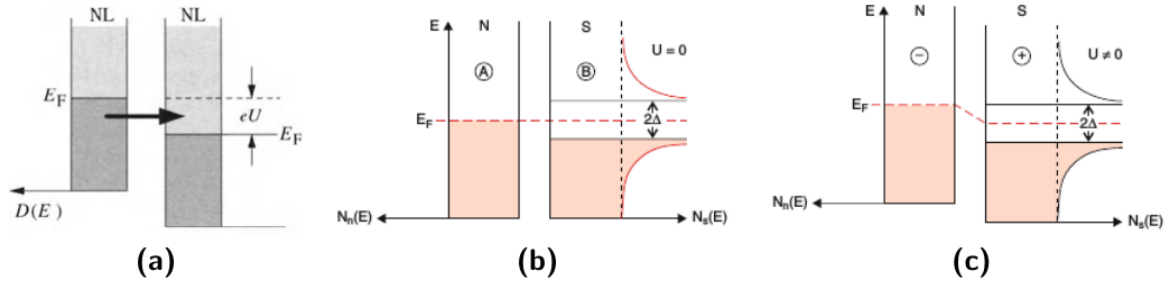 NL NL
E_F
eU
E_F
D(E)
(a)
E N S U = 0
A B
E_F
2Δ
N_n(E) N_s(E)
(b)
E N S
U ≠ 0
− +
E_F
2Δ
N_n(E) N_s(E)
(c)